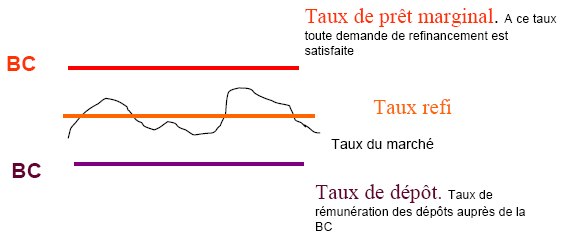 Taux de prêt marginal. A ce taux
toute demande de refinancement est
satisfaite
BC
Taux refi
Taux du marché
BC
Taux de dépôt. Taux de
rémunération des dépôts auprès de la
BC